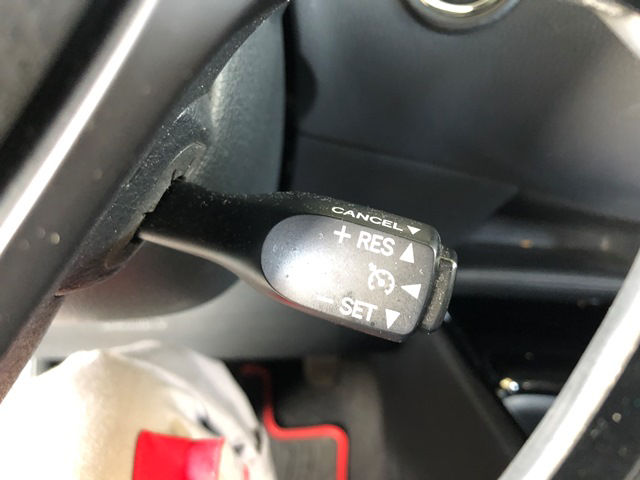 CANCEL ▼
+ RES ▲
◀
− SET ▼